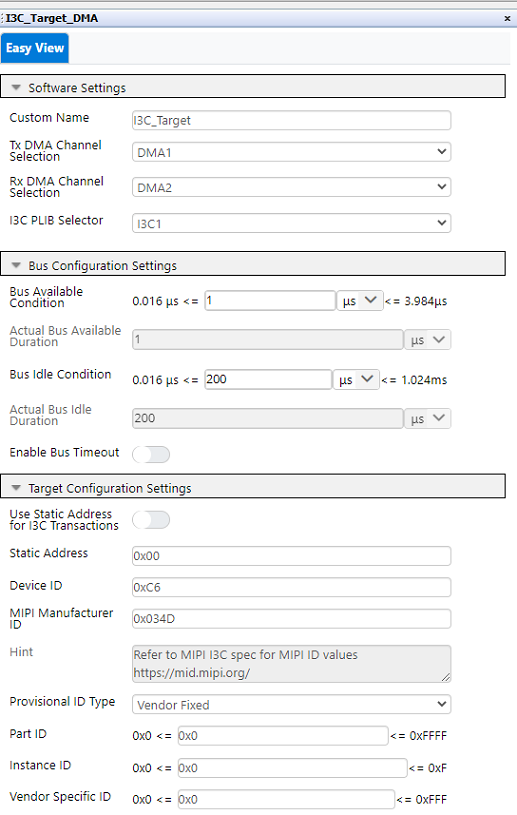 I3C_Target_DMA ×
Easy View
Software Settings
Custom Name I3C_Target
Tx DMA Channel
Selection DMA1
Rx DMA Channel
Selection DMA2
I3C PLIB Selector I3C1
Bus Configuration Settings
Bus Available
Condition 0.016 µs <= 1 µs <= 3.984µs
Actual Bus Available
Duration 1 µs
Bus Idle Condition 0.016 µs <= 200 µs <= 1.024ms
Actual Bus Idle
Duration 200 µs
Enable Bus Timeout
Target Configuration Settings
Use Static Address
for I3C Transactions
Static Address 0x00
Device ID 0xC6
MIPI Manufacturer
ID 0x034D
Hint Refer to MIPI I3C spec for MIPI ID values
https://mid.mipi.org/
Provisional ID Type Vendor Fixed
Part ID 0x0 <= 0x0 <= 0xFFFF
Instance ID 0x0 <= 0x0 <= 0xF
Vendor Specific ID 0x0 <= 0x0 <= 0xFFF